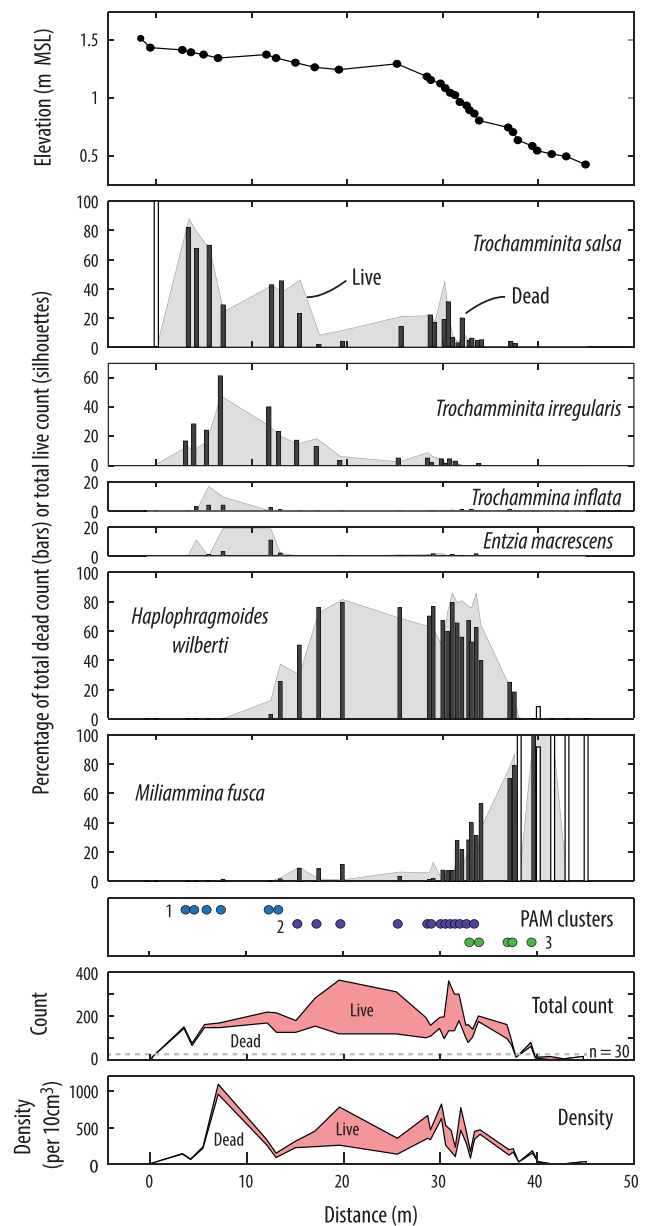 Elevation (m MSL)
1.5
1
0.5
Percentage of total dead count (bars) or total live count (silhouettes)
100
80
60
40
20
0
Trochamminita salsa
Live
Dead
60
40
20
0
Trochamminita irregularis
20
0
Trochammina inflata
20
0
Entzia macrescens
100
80
60
40
20
0
Haplophragmoides
wilberti
100
80
60
40
20
0
Miliammina fusca
PAM clusters
1
2
3
Count
400
200
0
Total count
Live
Dead
n = 30
Density
(per 10cm³)
1000
500
0
Density
Live
Dead
0 10 20 30 40 50
Distance (m)